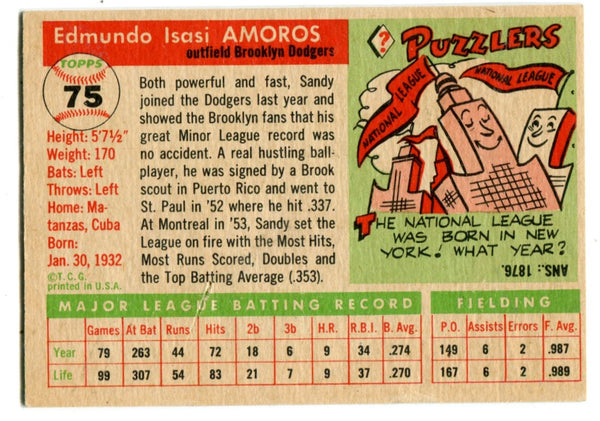 Edmundo Isasi AMOROS
outfield Brooklyn Dodgers
TOPPS
75
Height: 5'7½"
Weight: 170
Bats: Left
Throws: Left
Home: Ma-
tanzas, Cuba
Born:
Jan. 30, 1932
©T.C.G.
printed in U.S.A.
Both powerful and fast, Sandy
joined the Dodgers last year and
showed the Brooklyn fans that his
great Minor League record was
no accident. A real hustling ball-
player, he was signed by a Brook
scout in Puerto Rico and went to
St. Paul in '52 where he hit .337.
At Montreal in '53, Sandy set the
League on fire with the Most Hits,
Most Runs Scored, Doubles and
the Top Batting Average (.353).
?
PUZZLERS
NATIONAL LEAGUE
NATIONAL LEAGUE
THE NATIONAL LEAGUE
WAS BORN IN NEW
YORK! WHAT YEAR?
ANS.: 1876.
MAJOR LEAGUE BATTING RECORD FIELDING
Games At Bat Runs Hits 2b 3b H.R. R.B.I. B. Avg. P.O. Assists Errors F. Avg.
Year 79 263 44 72 18 6 9 34 .274 149 6 2 .987
Life 99 307 54 83 21 7 9 37 .270 167 6 2 .989